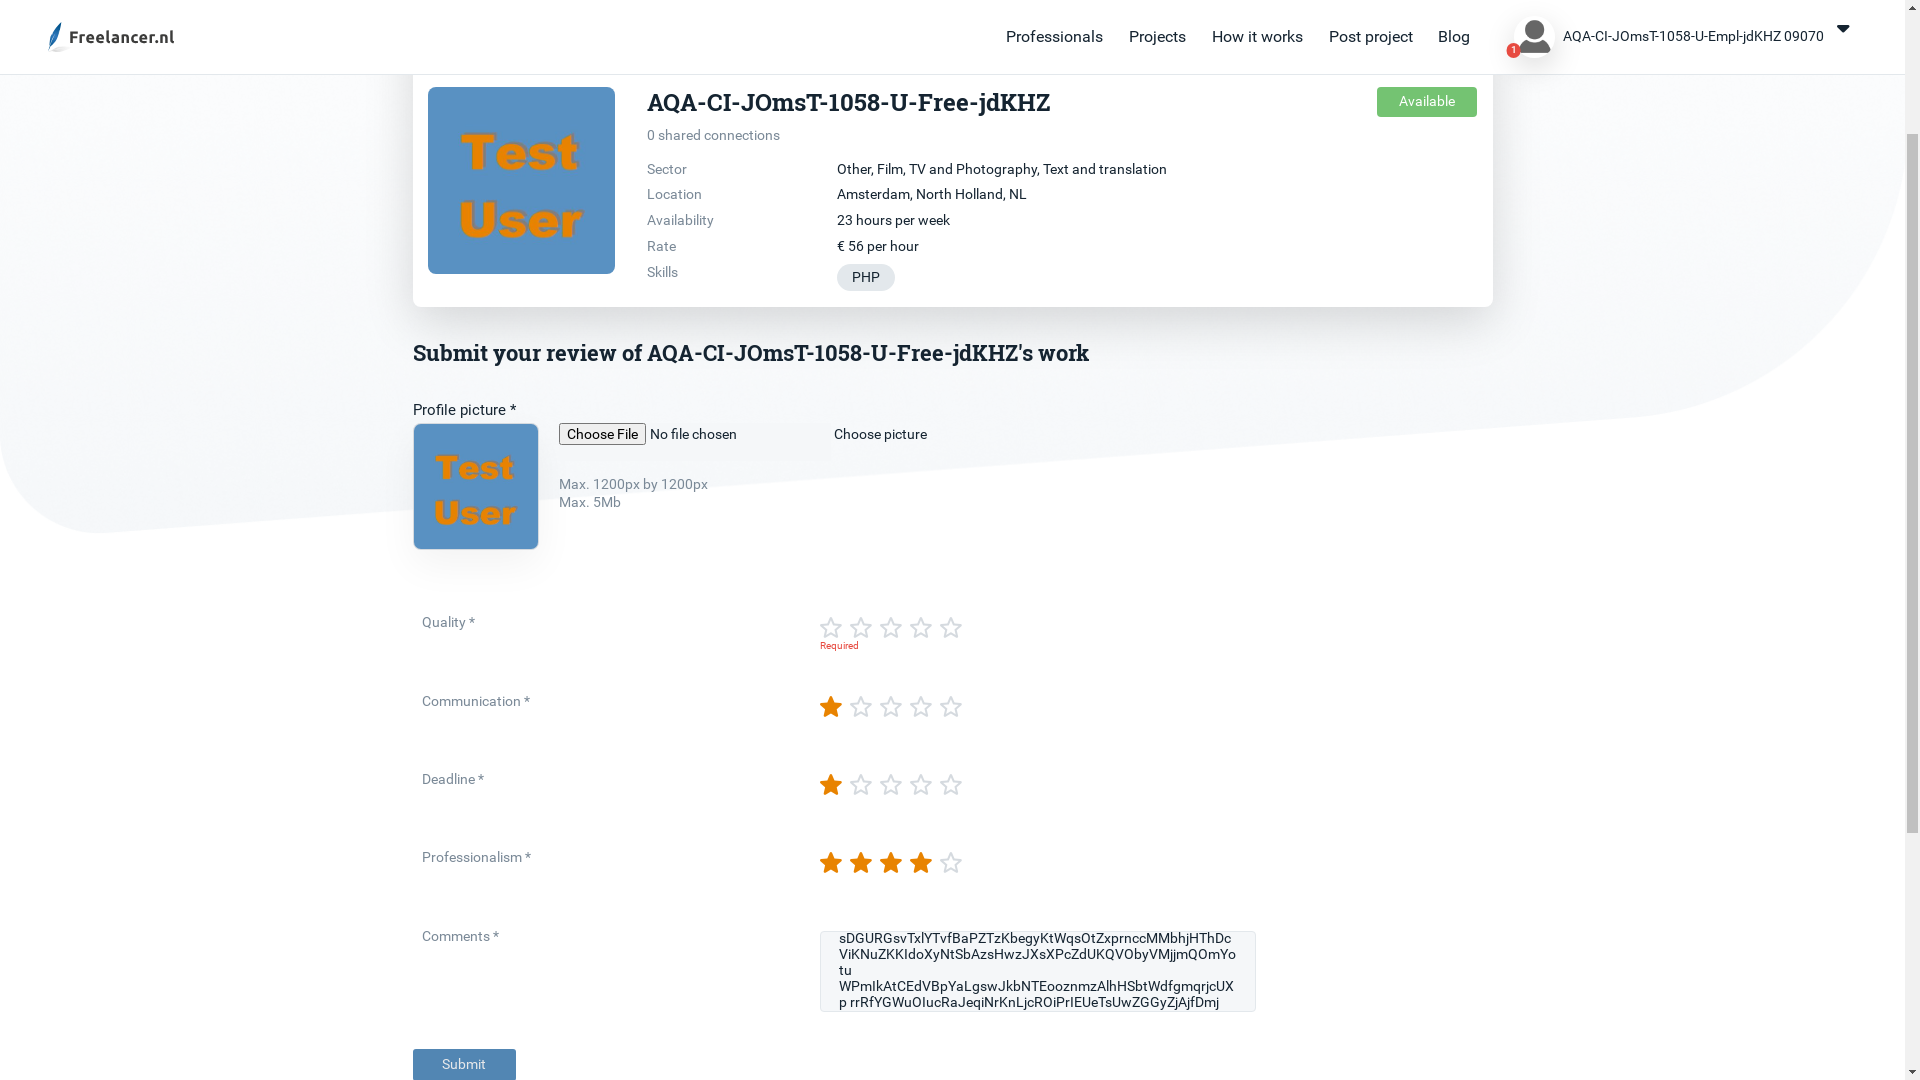 Freelancer.nl
Professionals
Projects
How it works
Post project
Blog
1
AQA-CI-JOmsT-1058-U-Empl-jdKHZ 09070
Test
User
AQA-CI-JOmsT-1058-U-Free-jdKHZ
Available
0 shared connections
Sector Other, Film, TV and Photography, Text and translation
Location Amsterdam, North Holland, NL
Availability 23 hours per week
Rate € 56 per hour
Skills PHP
Submit your review of AQA-CI-JOmsT-1058-U-Free-jdKHZ's work
Profile picture *
Test
User
Choose File No file chosen
Choose picture
Max. 1200px by 1200px
Max. 5Mb
Quality *
Required
Communication *
Deadline *
Professionalism *
Comments *
sDGURGsvTxlYTvfBaPZTzKbegyKtWqsOtZxprnccMMbhjHThDc
ViKNuZKKIdoXyNtSbAzsHwzJXsXPcZdUKQVObyVMjjmQOmYo
tu
WPmIkAtCEdVBpYaLgswJkbNTEooznmzAlhHSbtWdfgmqrjcUX
p rrRfYGWuOIucRaJeqiNrKnLjcROiPrIEUeTsUwZGGyZjAjfDmj
Submit